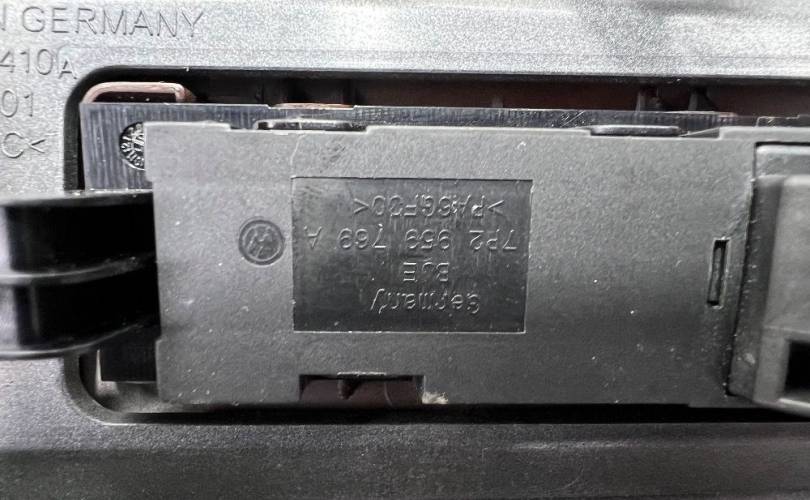 N GERMANY
410A
01
C<
Germany
BJE
7P2 959 769 A
>PA6GF30<